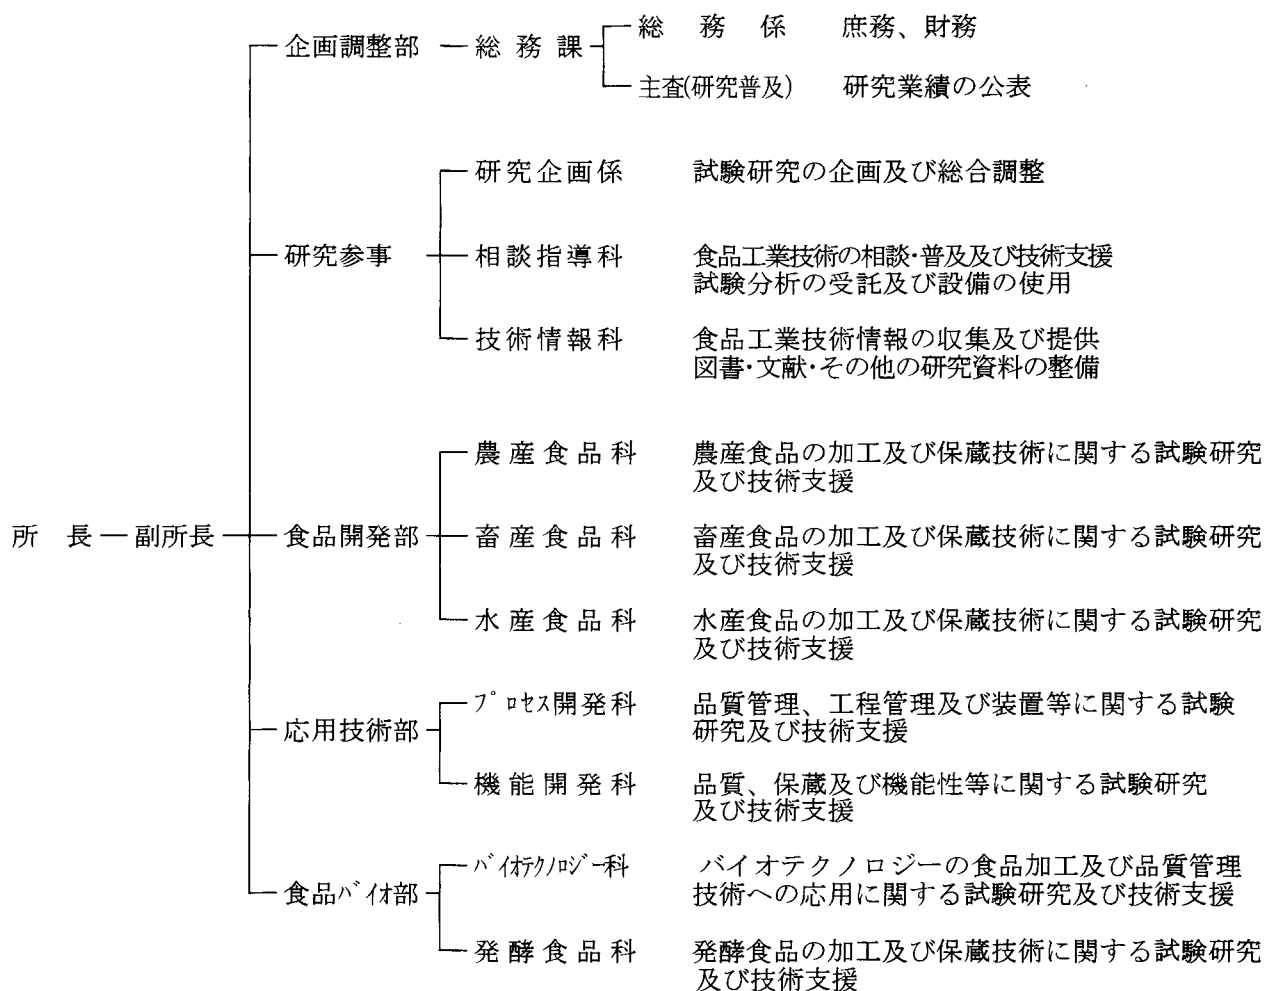 企画調整部 総務課 総務係 庶務、財務
主査(研究普及) 研究業績の公表
研究企画係 試験研究の企画及び総合調整
研究参事 相談指導科 食品工業技術の相談・普及及び技術支援
試験分析の受託及び設備の使用
技術情報科 食品工業技術情報の収集及び提供
図書・文献・その他の研究資料の整備
農産食品科 農産食品の加工及び保蔵技術に関する試験研究
及び技術支援
所長 副所長 食品開発部 畜産食品科 畜産食品の加工及び保蔵技術に関する試験研究
及び技術支援
水産食品科 水産食品の加工及び保蔵技術に関する試験研究
及び技術支援
応用技術部 プロセス開発科 品質管理、工程管理及び装置等に関する試験
研究及び技術支援
機能開発科 品質、保蔵及び機能性等に関する試験研究
及び技術支援
食品バイオ部 バイオテクノロジー科 バイオテクノロジーの食品加工及び品質管理
技術への応用に関する試験研究及び技術支援
発酵食品科 発酵食品の加工及び保蔵技術に関する試験研究
及び技術支援